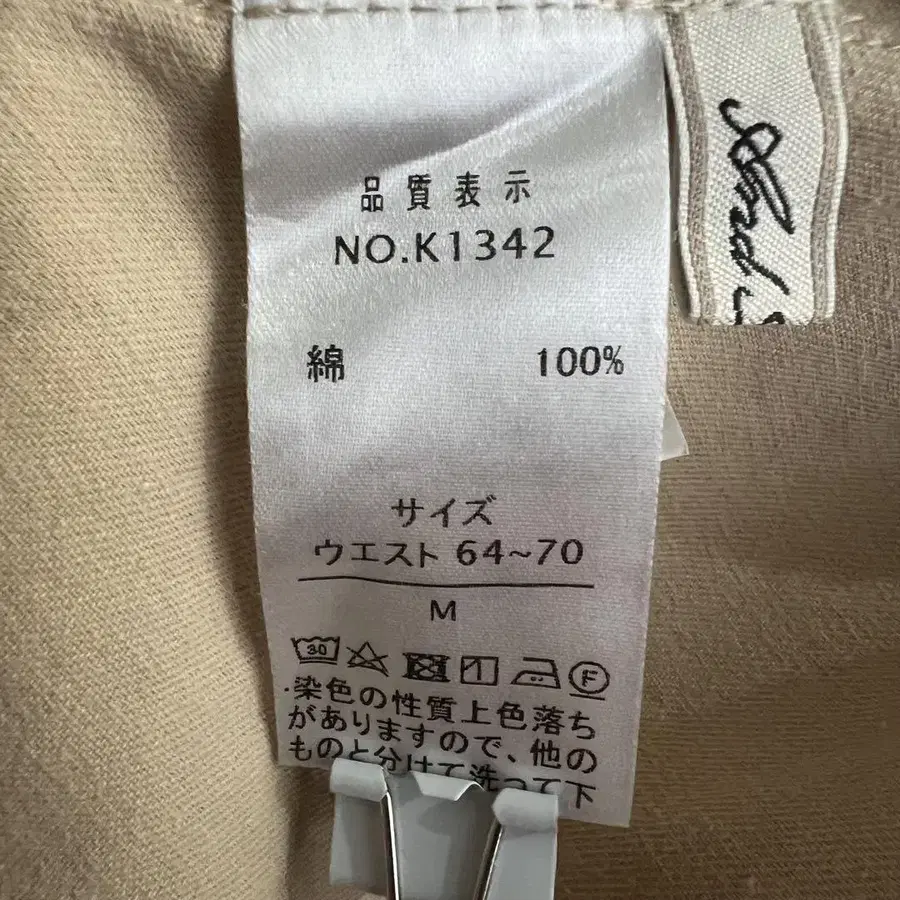 品質表示
NO.K1342
綿 100%
サイズ
ウエスト 64~70
M
30
F
・染色の性質上色落ち
がありますので、他の
ものと分けて洗って下